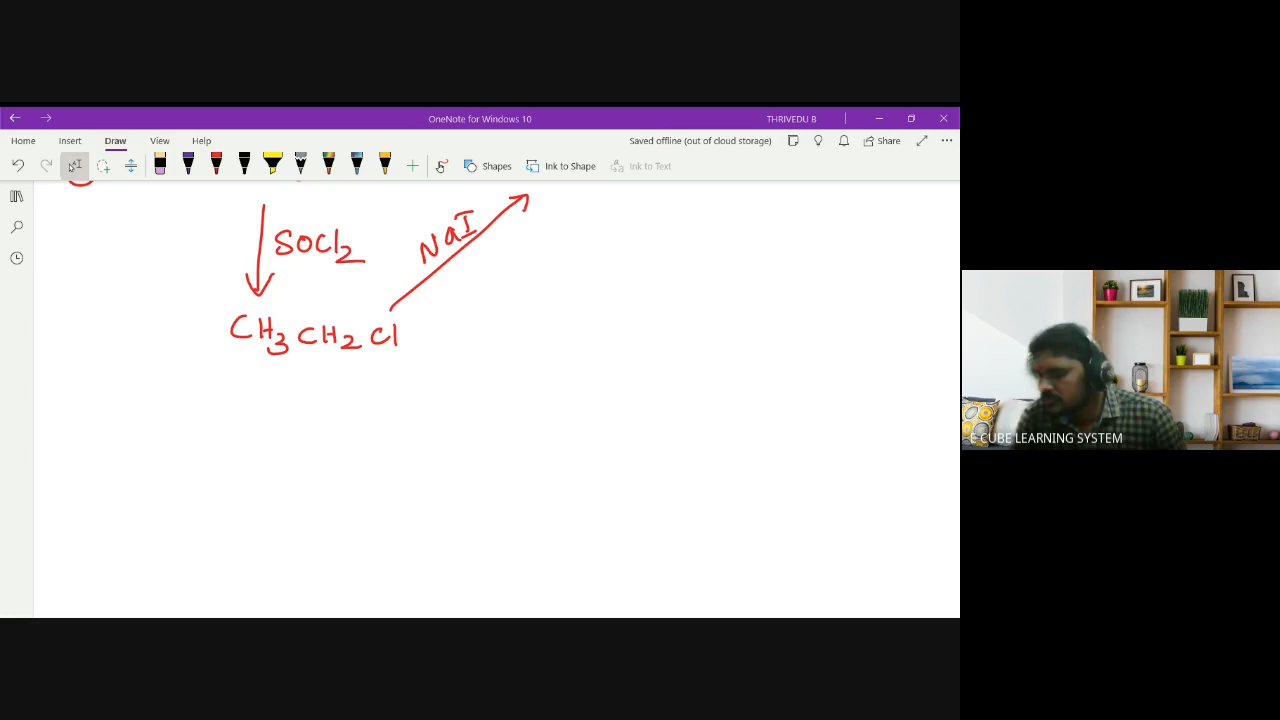 OneNote for Windows 10
THRIVEDU B
Home Insert Draw View Help
Saved offline (out of cloud storage)
Share
Shapes
Ink to Shape
Ink to Text
SOCl2
NaI
CH3CH2Cl
E CUBE LEARNING SYSTEM